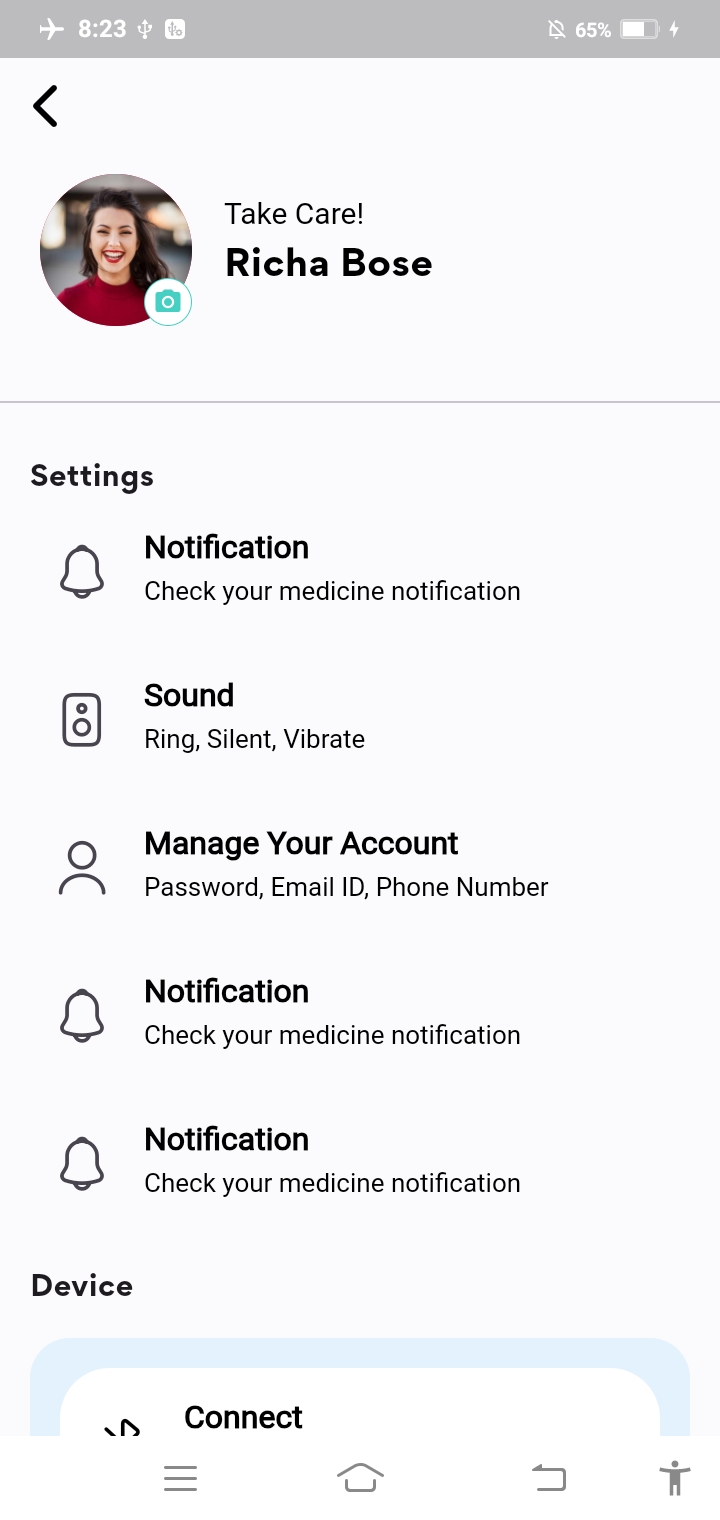 8:23
65%
Take Care!
Richa Bose
Settings
Notification
Check your medicine notification
Sound
Ring, Silent, Vibrate
Manage Your Account
Password, Email ID, Phone Number
Notification
Check your medicine notification
Notification
Check your medicine notification
Device
Connect